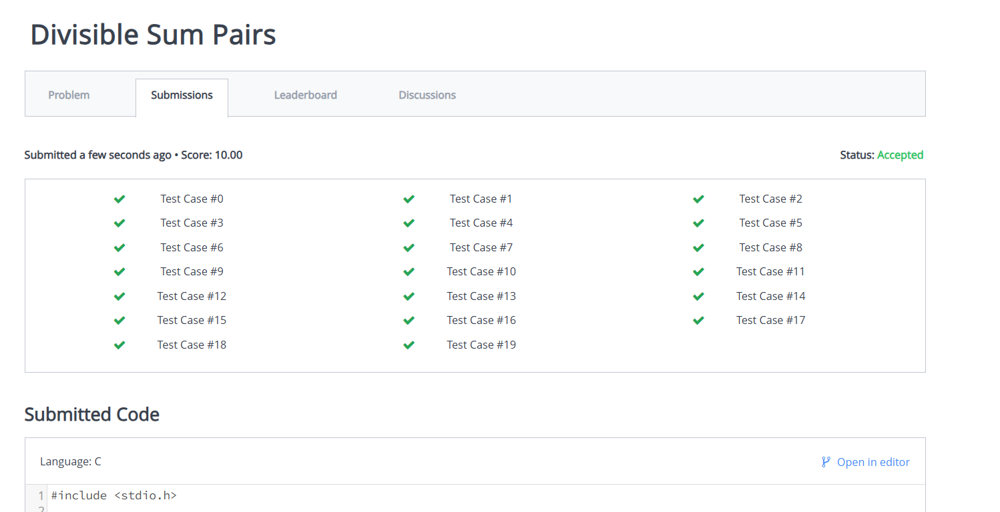 Divisible Sum Pairs
Problem Submissions Leaderboard Discussions
Submitted a few seconds ago • Score: 10.00 Status: Accepted
Test Case #0 Test Case #1 Test Case #2
Test Case #3 Test Case #4 Test Case #5
Test Case #6 Test Case #7 Test Case #8
Test Case #9 Test Case #10 Test Case #11
Test Case #12 Test Case #13 Test Case #14
Test Case #15 Test Case #16 Test Case #17
Test Case #18 Test Case #19
Submitted Code
Language: C Open in editor
1 #include <stdio.h>
2